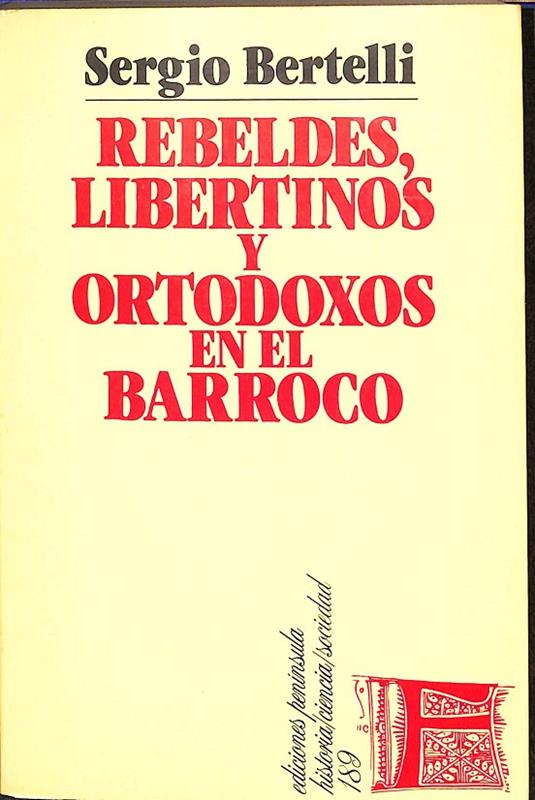 Sergio Bertelli
REBELDES,
LIBERTINOS
Y
ORTODOXOS
EN EL
BARROCO
ediciones península
historia/ciencia/sociedad
189